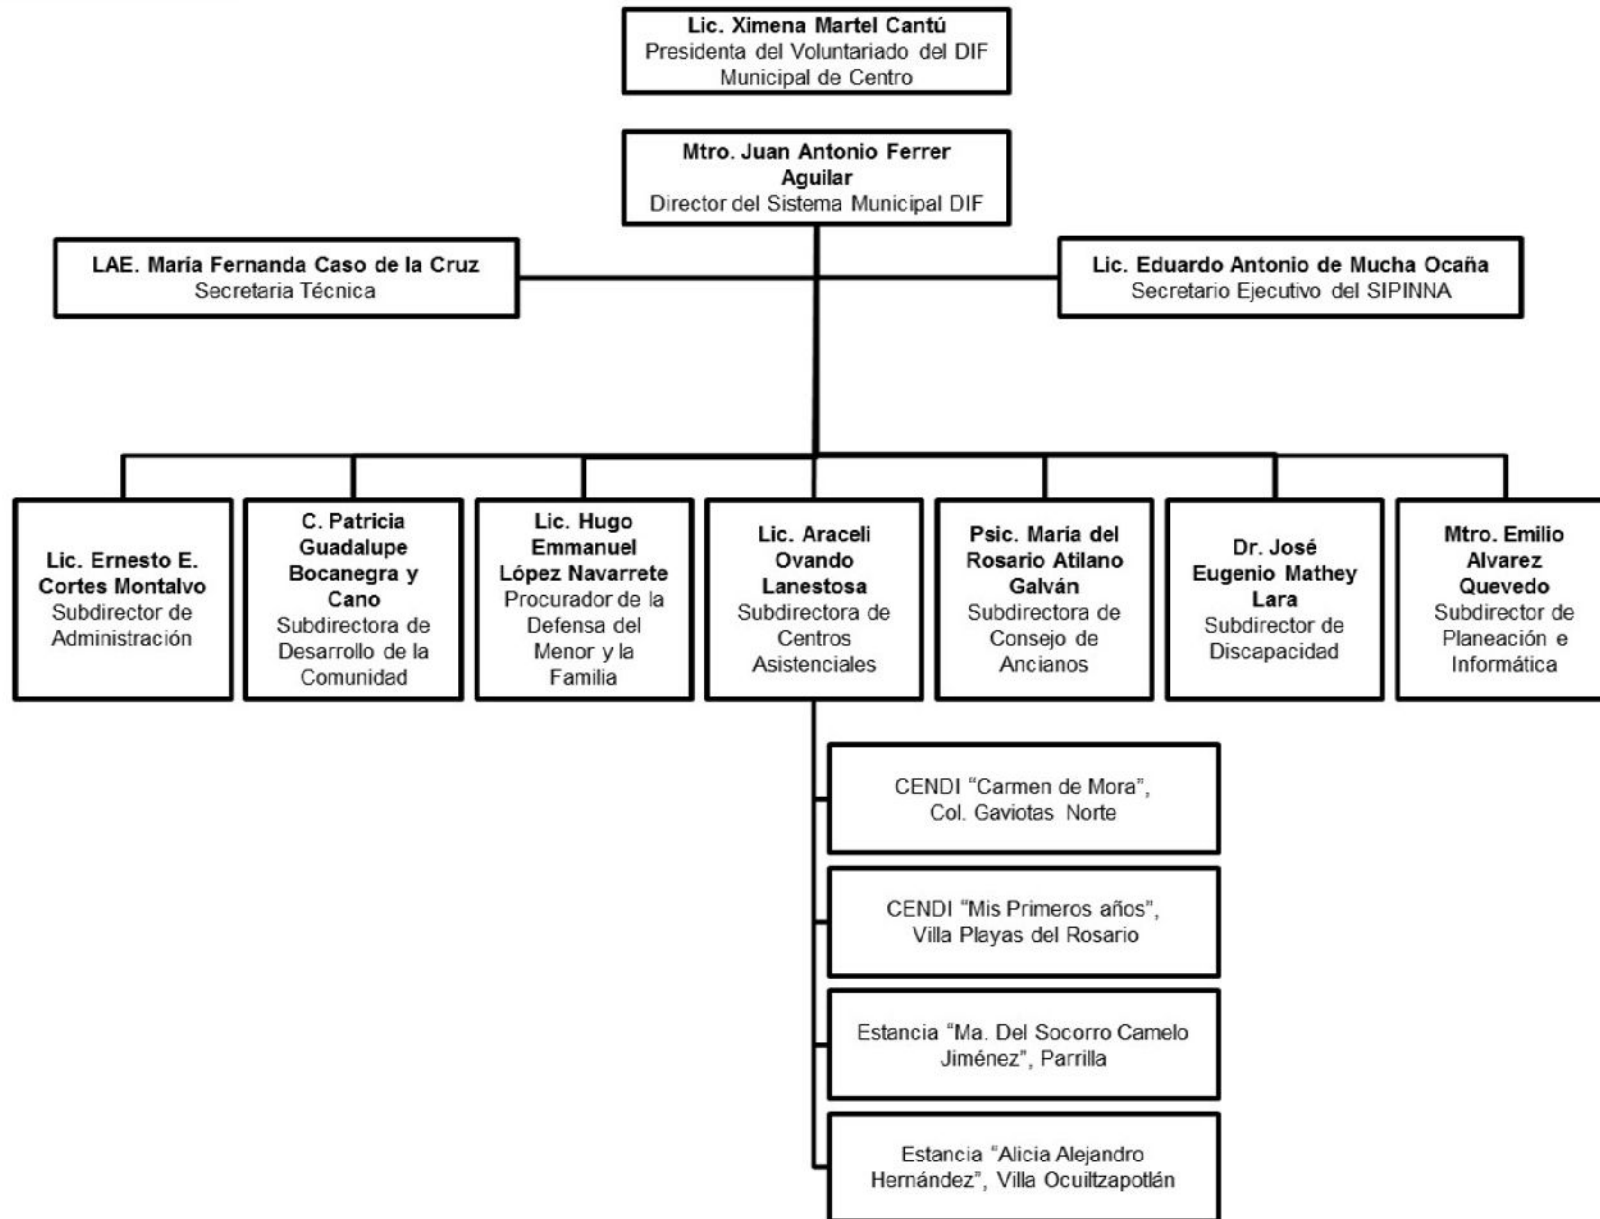 Lic. Ximena Martel Cantú
Presidenta del Voluntariado del DIF
Municipal de Centro
Mtro. Juan Antonio Ferrer
Aguilar
Director del Sistema Municipal DIF
LAE. María Fernanda Caso de la Cruz
Secretaria Técnica
Lic. Eduardo Antonio de Mucha Ocaña
Secretario Ejecutivo del SIPINNA
Lic. Ernesto E.
Cortes Montalvo
Subdirector de
Administración
C. Patricia
Guadalupe
Bocanegra y
Cano
Subdirectora de
Desarrollo de la
Comunidad
Lic. Hugo
Emmanuel
López Navarrete
Procurador de la
Defensa del
Menor y la
Familia
Lic. Araceli
Ovando
Lanestosa
Subdirectora de
Centros
Asistenciales
Psic. María del
Rosario Atilano
Galván
Subdirectora de
Consejo de
Ancianos
Dr. José
Eugenio Mathey
Lara
Subdirector de
Discapacidad
Mtro. Emilio
Alvarez
Quevedo
Subdirector de
Planeación e
Informática
CENDI “Carmen de Mora”,
Col. Gaviotas Norte
CENDI “Mis Primeros años”,
Villa Playas del Rosario
Estancia “Ma. Del Socorro Camelo
Jiménez”, Parrilla
Estancia “Alicia Alejandro
Hernández”, Villa Ocuiltzapotlán